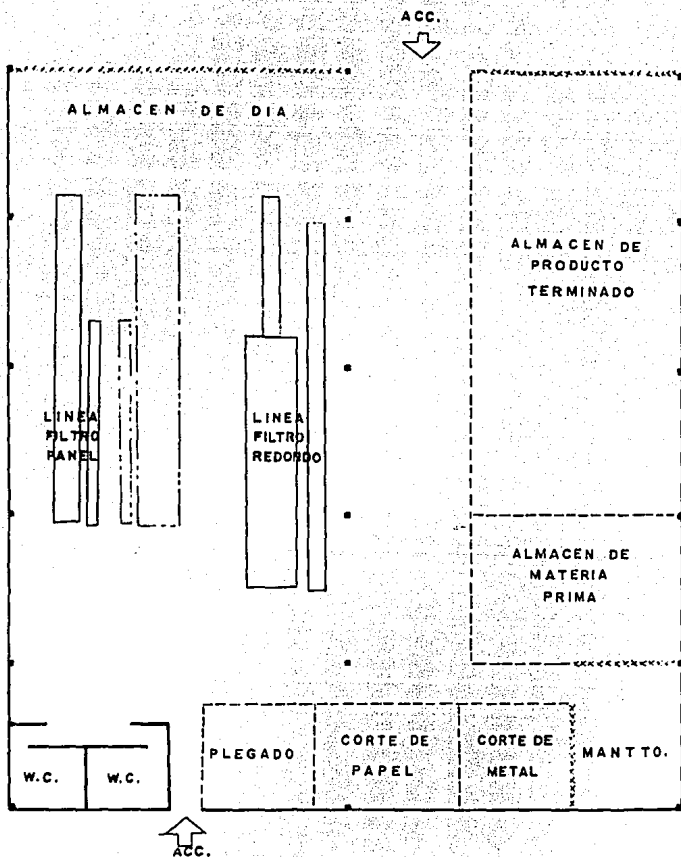 ACC.
ALMACEN DE DIA
ALMACEN DE
PRODUCTO
TERMINADO
LINEA
FILTRO
PANEL
LINEA
FILTRO
REDONDO
ALMACEN DE
MATERIA
PRIMA
PLEGADO
CORTE DE
PAPEL
CORTE DE
METAL
MANTTO.
W.C.
W.C.
ACC.